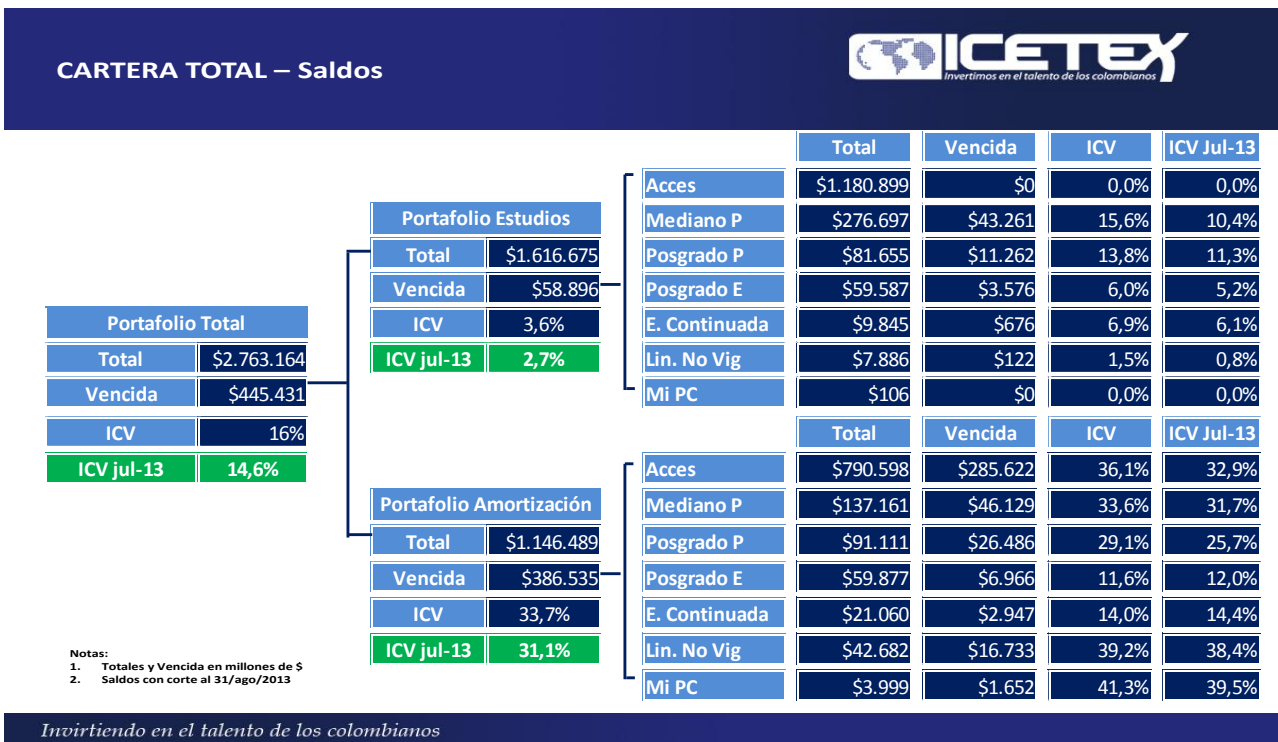 CARTERA TOTAL – Saldos
ICETEX
Invertimos en el talento de los colombianos
Portafolio Total
Total $2.763.164
Vencida $445.431
ICV 16%
ICV jul-13 14,6%
Portafolio Estudios
Total $1.616.675
Vencida $58.896
ICV 3,6%
ICV jul-13 2,7%
Total Vencida ICV ICV Jul-13
Acces $1.180.899 $0 0,0% 0,0%
Mediano P $276.697 $43.261 15,6% 10,4%
Posgrado P $81.655 $11.262 13,8% 11,3%
Posgrado E $59.587 $3.576 6,0% 5,2%
E. Continuada $9.845 $676 6,9% 6,1%
Lin. No Vig $7.886 $122 1,5% 0,8%
Mi PC $106 $0 0,0% 0,0%
Portafolio Amortización
Total $1.146.489
Vencida $386.535
ICV 33,7%
ICV jul-13 31,1%
Total Vencida ICV ICV Jul-13
Acces $790.598 $285.622 36,1% 32,9%
Mediano P $137.161 $46.129 33,6% 31,7%
Posgrado P $91.111 $26.486 29,1% 25,7%
Posgrado E $59.877 $6.966 11,6% 12,0%
E. Continuada $21.060 $2.947 14,0% 14,4%
Lin. No Vig $42.682 $16.733 39,2% 38,4%
Mi PC $3.999 $1.652 41,3% 39,5%
Notas:
1. Totales y Vencida en millones de $
2. Saldos con corte al 31/ago/2013
Invirtiendo en el talento de los colombianos